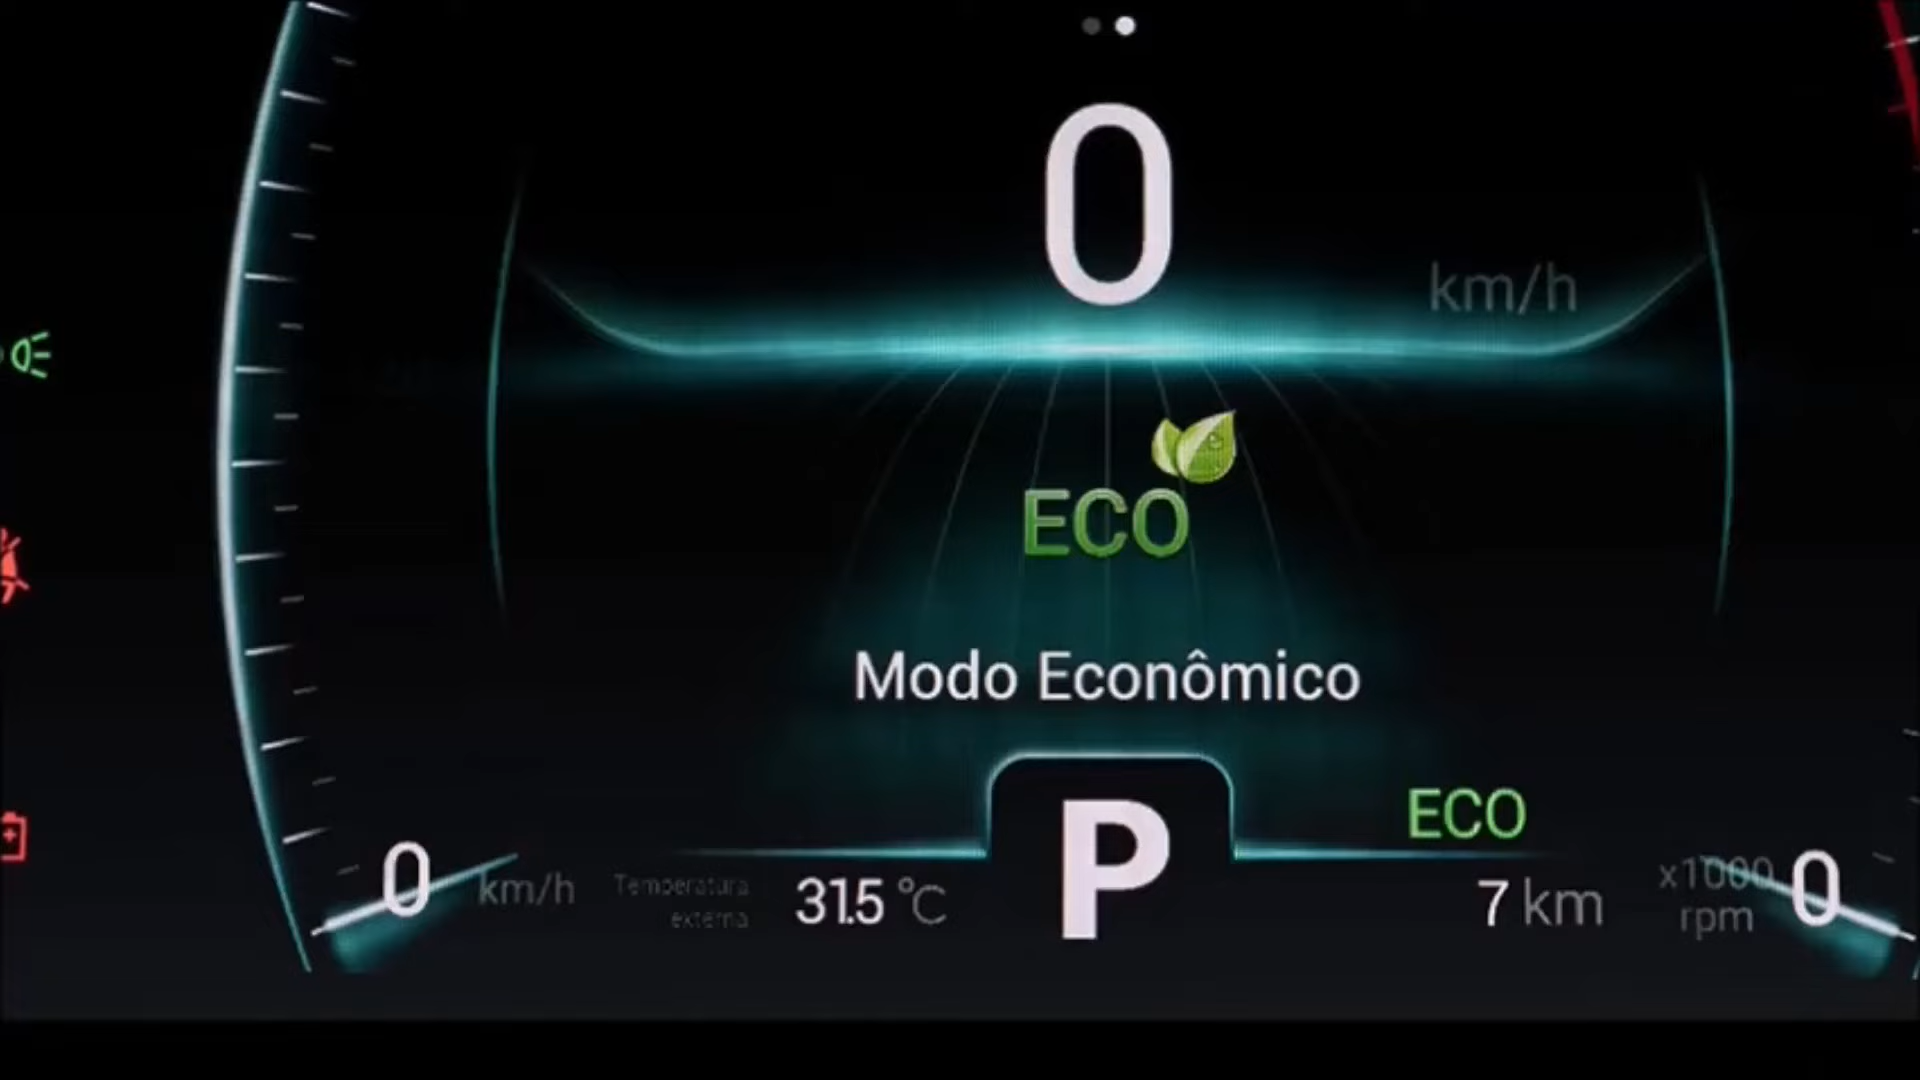 0
km/h
ECO
Modo Econômico
P
ECO
0 km/h
Temperatura
externa
31.5 °C
7 km
x1000
rpm
0